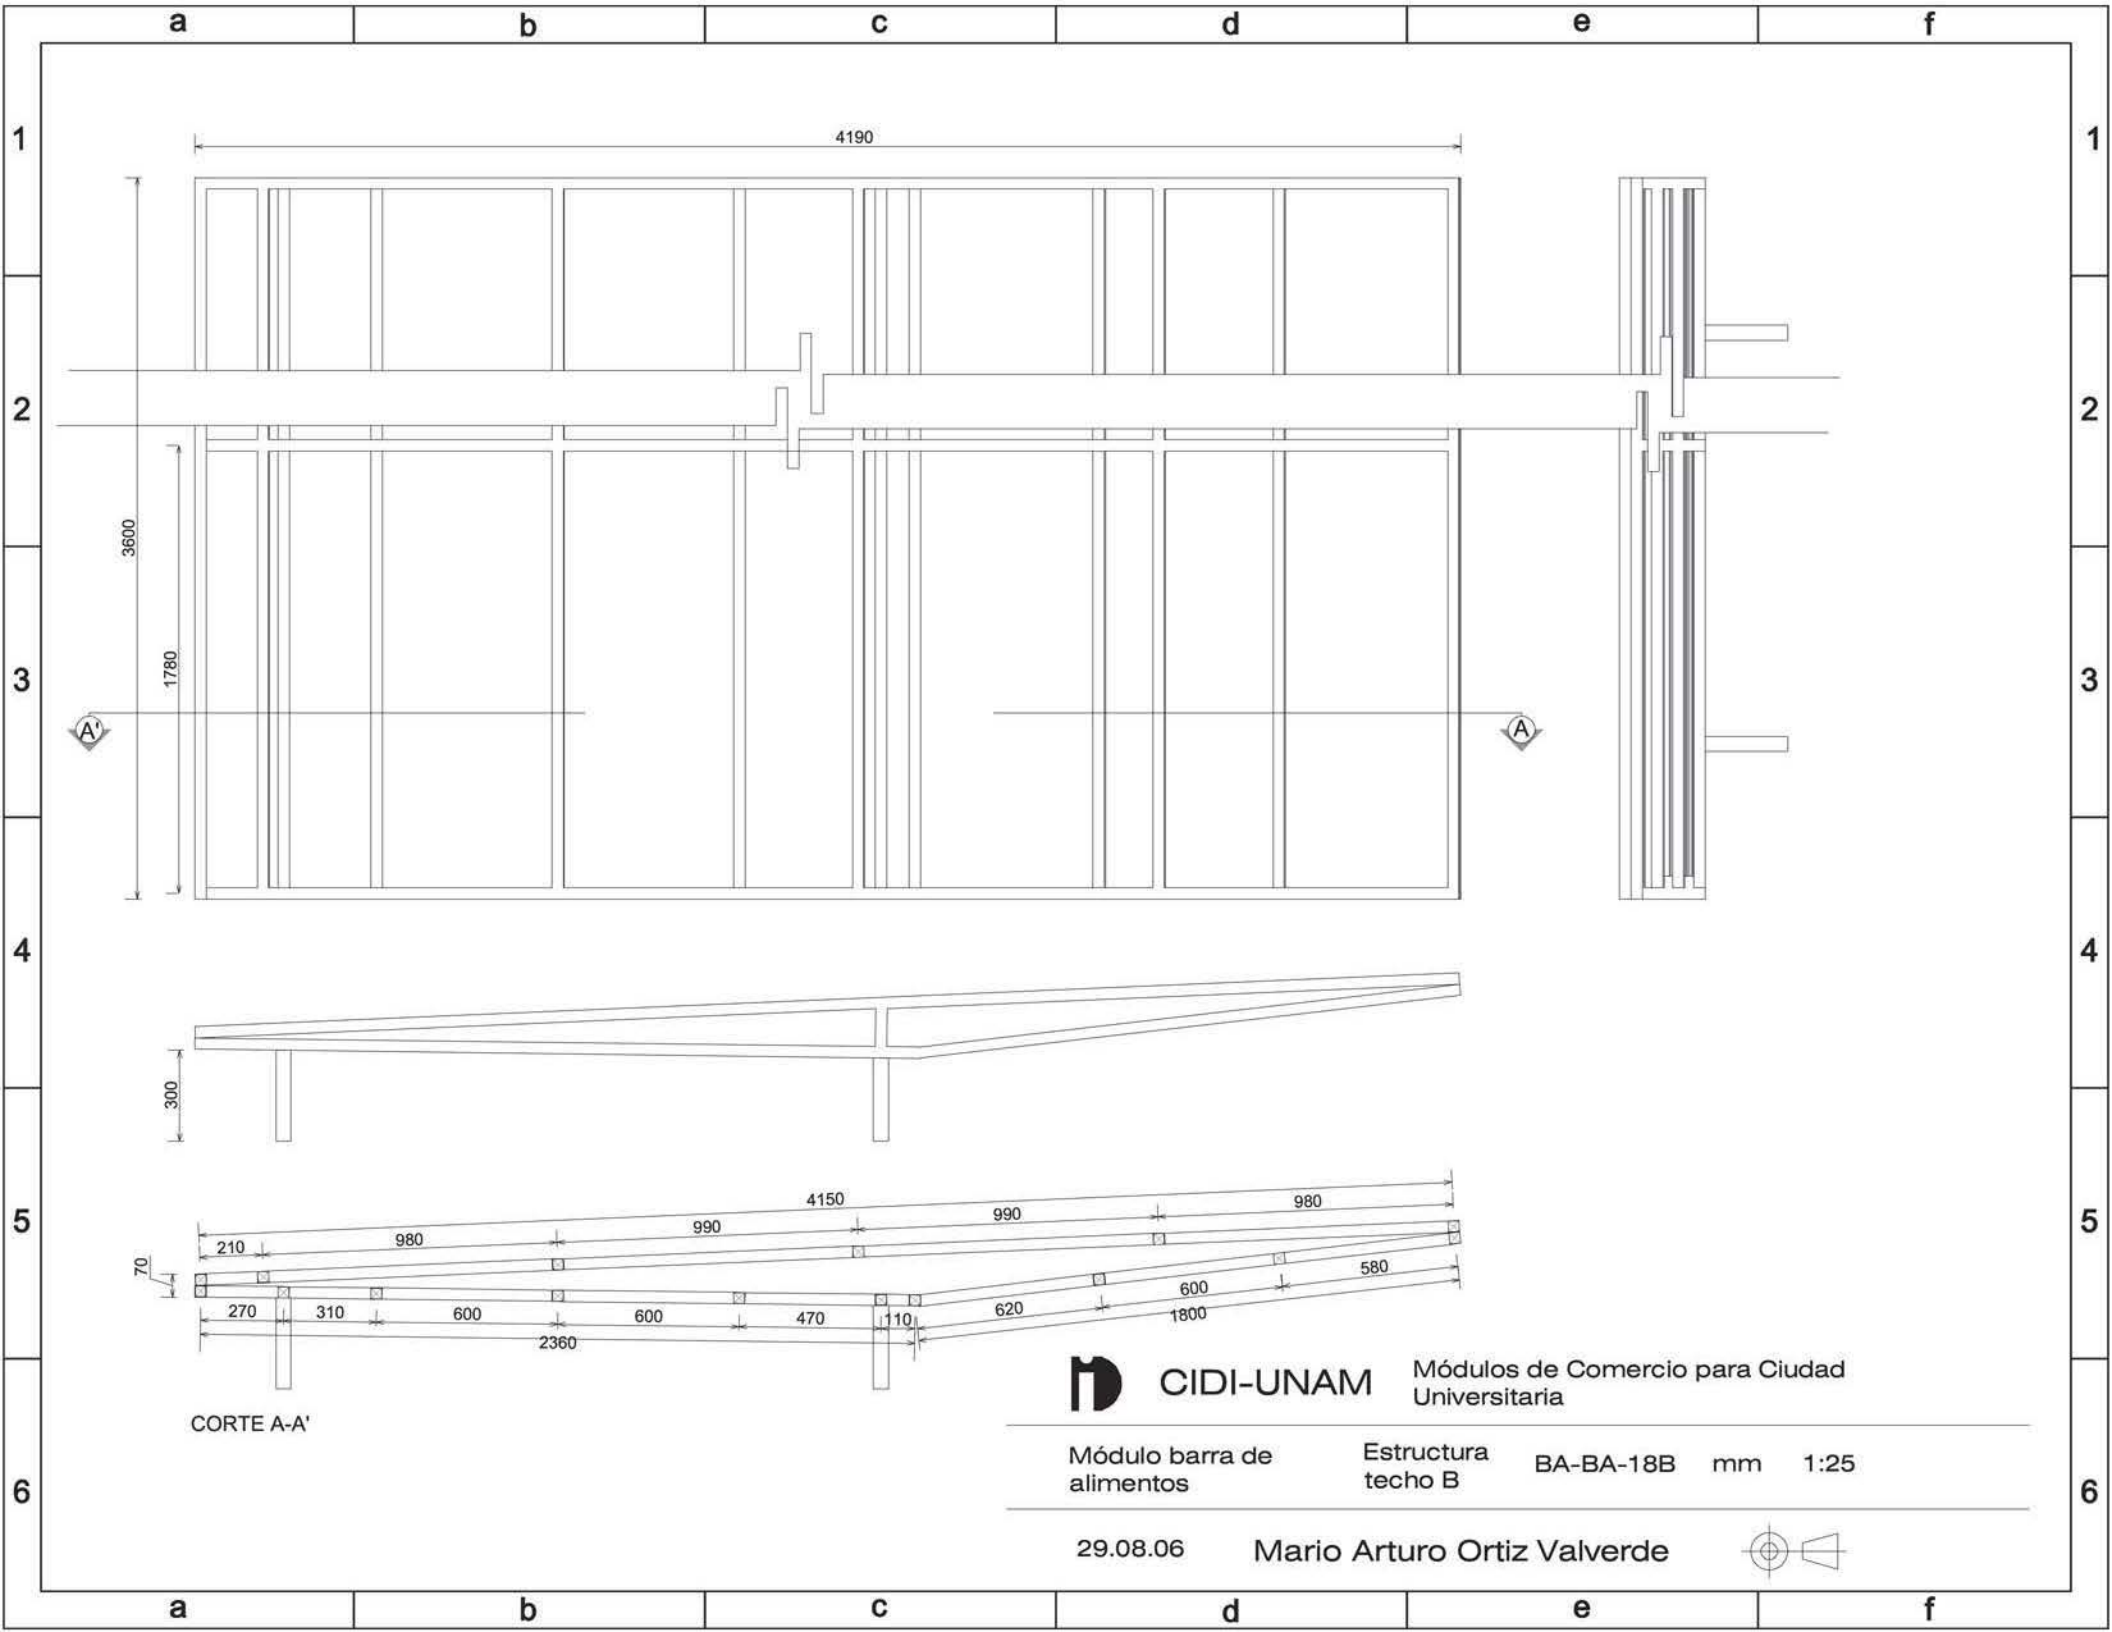 a b c d e f
1 1
4190
2 2
3600
1780
3 3
A' A
4 4
300
4150
5 5
980
990
990
980
210
70
580
600
620
1800
270 310 600 600 470 110
2360
CORTE A-A'
CIDI-UNAM
Módulos de Comercio para Ciudad
Universitaria
Módulo barra de
alimentos
Estructura
techo B
BA-BA-18B mm 1:25
6 6
29.08.06 Mario Arturo Ortiz Valverde
a b c d e f